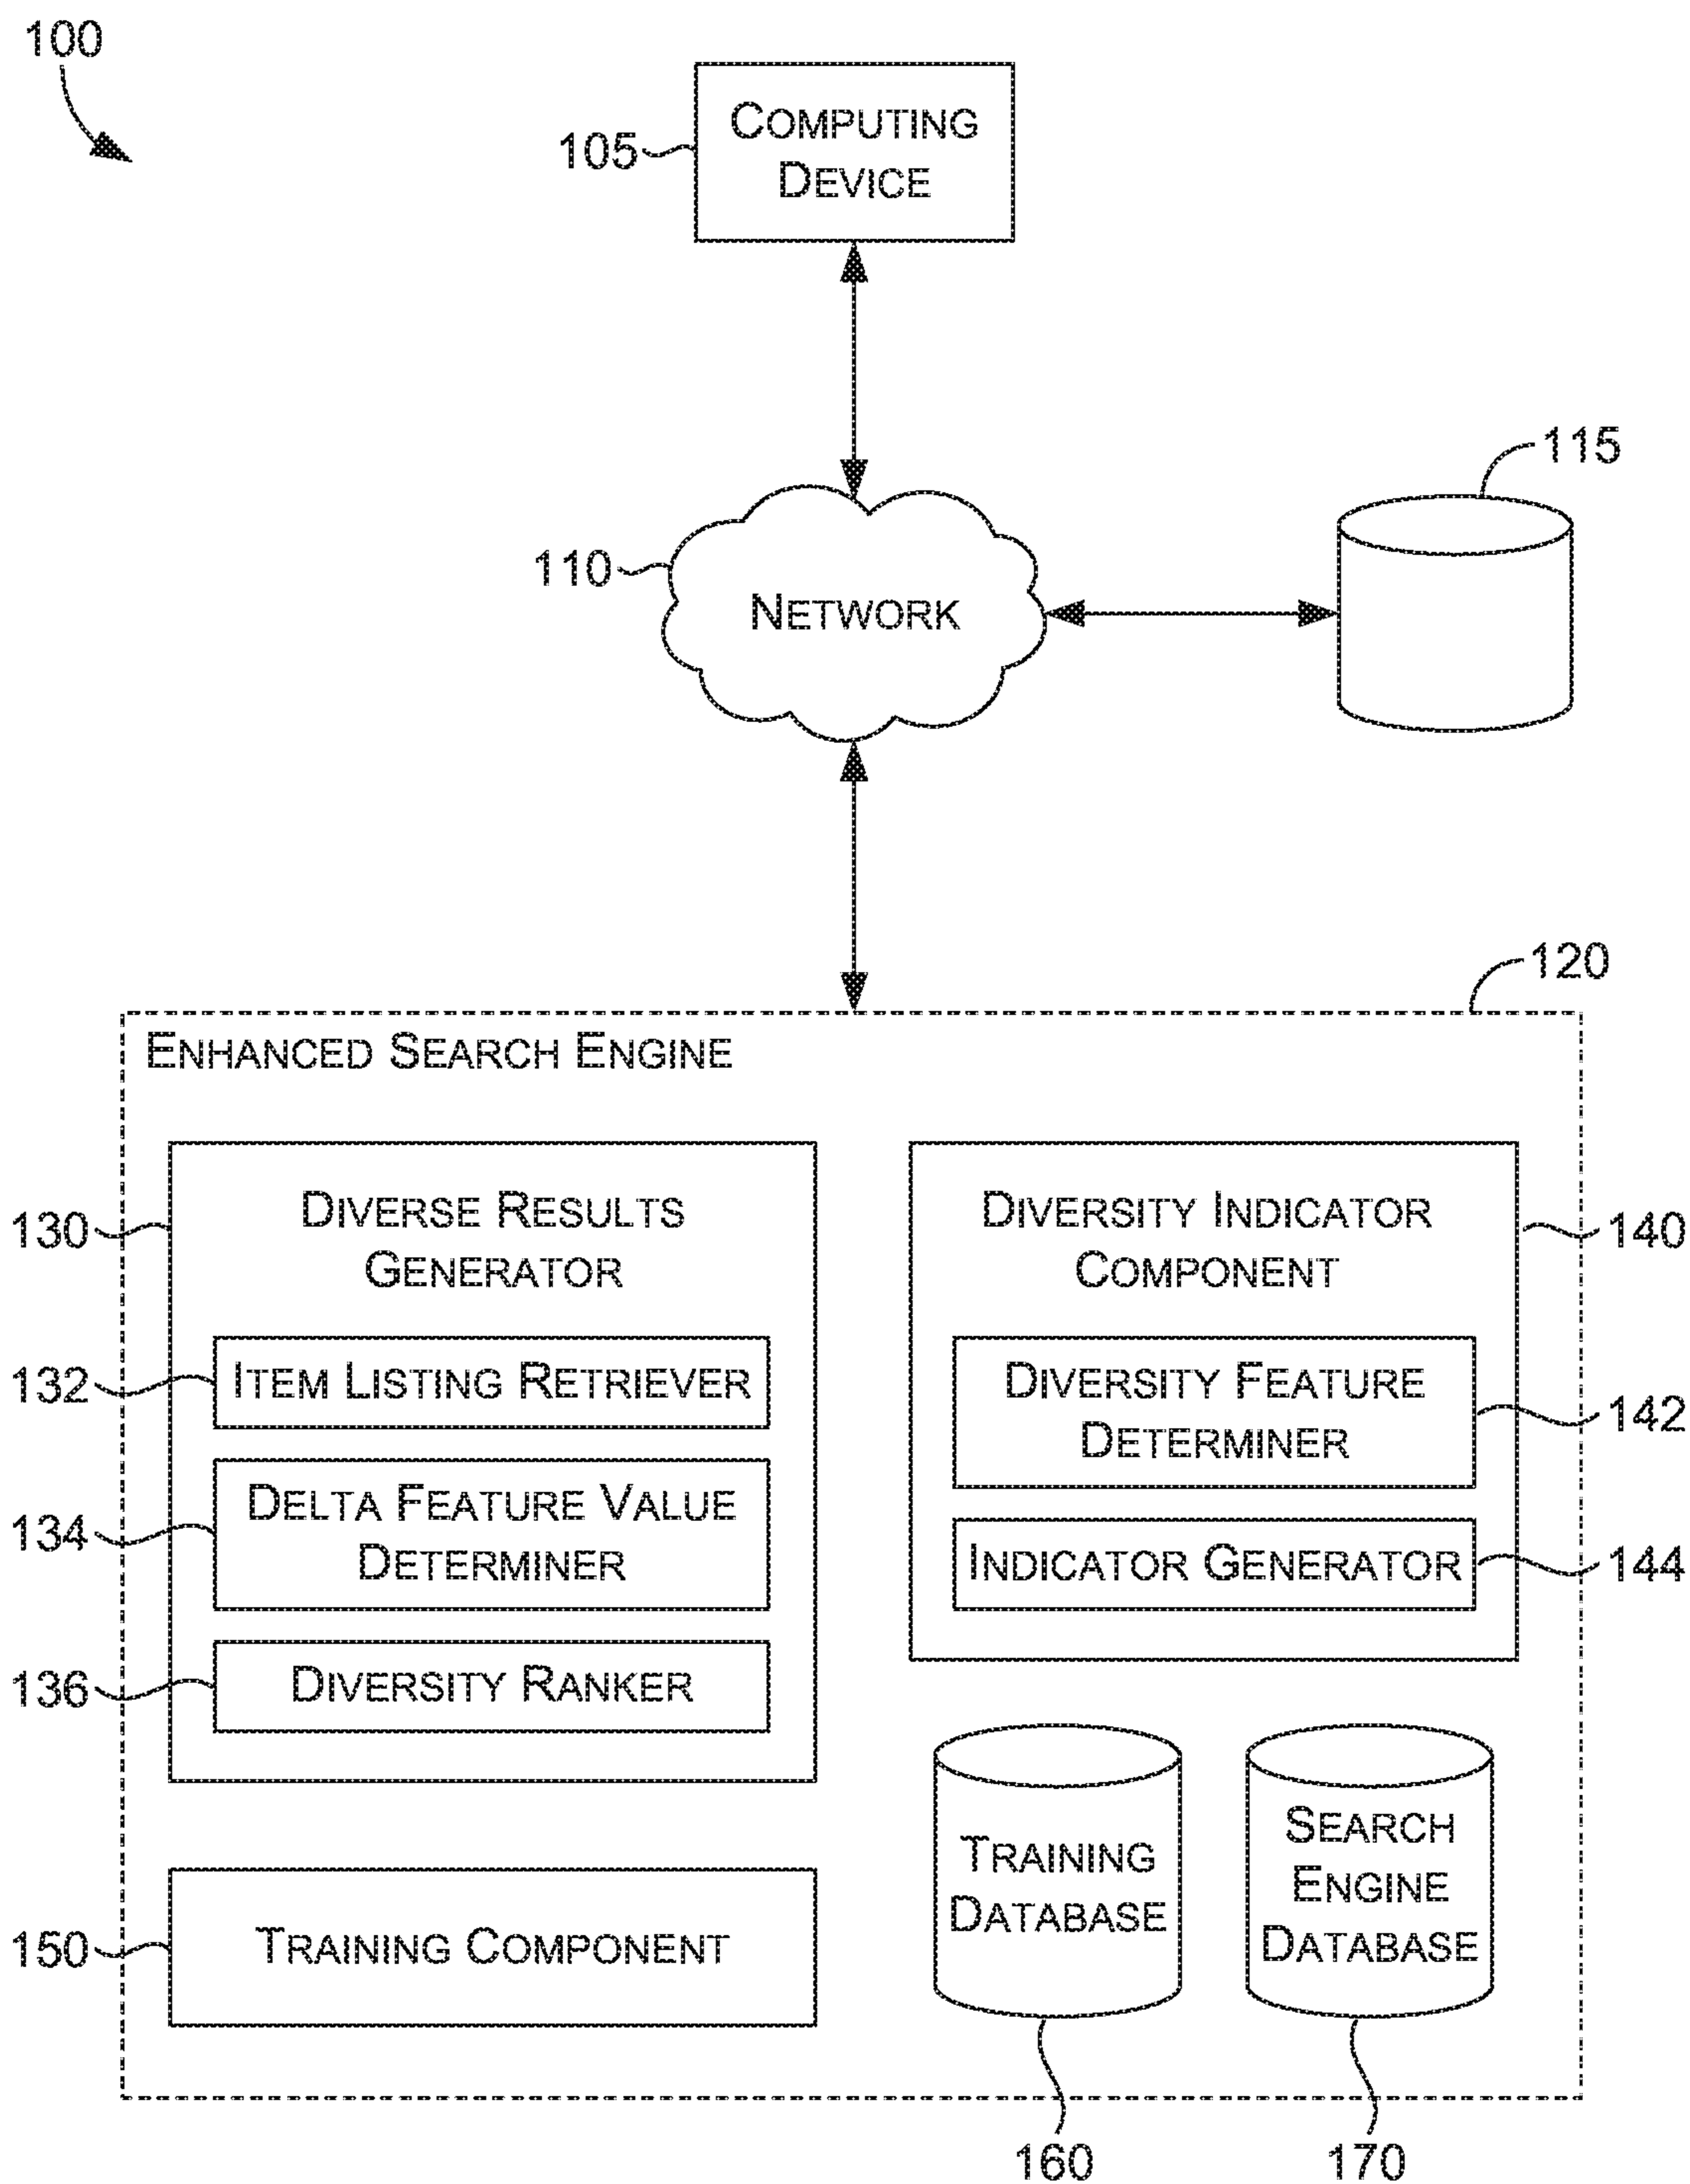 100
COMPUTING
DEVICE
105
115
110
NETWORK
120
ENHANCED SEARCH ENGINE
130
DIVERSE RESULTS
GENERATOR
132
ITEM LISTING RETRIEVER
134
DELTA FEATURE VALUE
DETERMINER
136
DIVERSITY RANKER
DIVERSITY INDICATOR
COMPONENT
140
DIVERSITY FEATURE
DETERMINER
142
INDICATOR GENERATOR
144
150
TRAINING COMPONENT
TRAINING
DATABASE
SEARCH
ENGINE
DATABASE
160
170